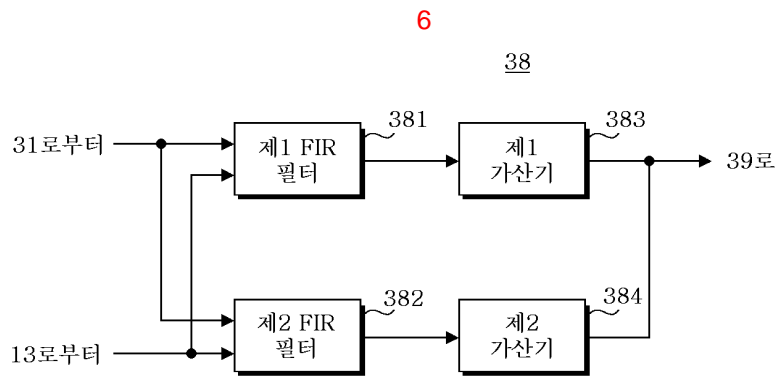 6
38
31로부터
제1 FIR
필터
381
제1
가산기
383
39로
13로부터
제2 FIR
필터
382
제2
가산기
384